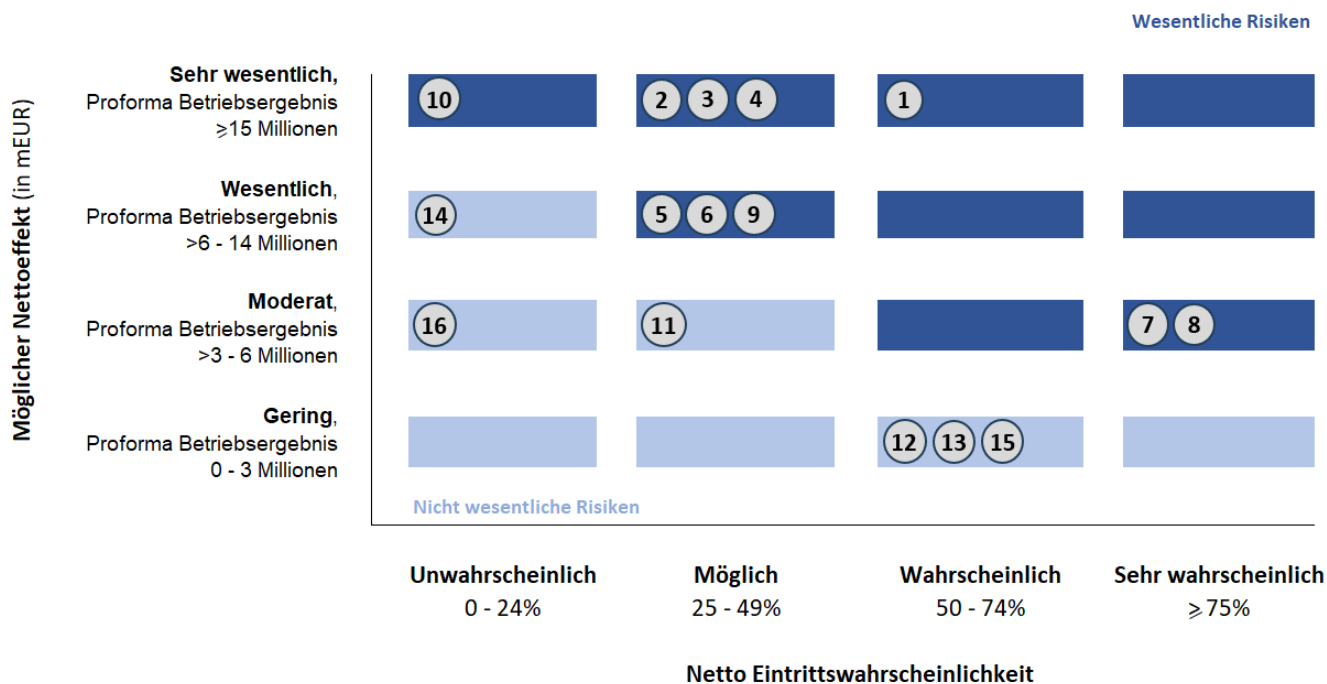 Wesentliche Risiken
Möglicher Nettoeffekt (in mEUR)
Sehr wesentlich,
Proforma Betriebsergebnis
⩾15 Millionen
10
2 3 4
1
Wesentlich,
Proforma Betriebsergebnis
>6 - 14 Millionen
14
5 6 9
Moderat,
Proforma Betriebsergebnis
>3 - 6 Millionen
16
11
7 8
Gering,
Proforma Betriebsergebnis
0 - 3 Millionen
12 13 15
Nicht wesentliche Risiken
Unwahrscheinlich
0 - 24%
Möglich
25 - 49%
Wahrscheinlich
50 - 74%
Sehr wahrscheinlich
⩾ 75%
Netto Eintrittswahrscheinlichkeit